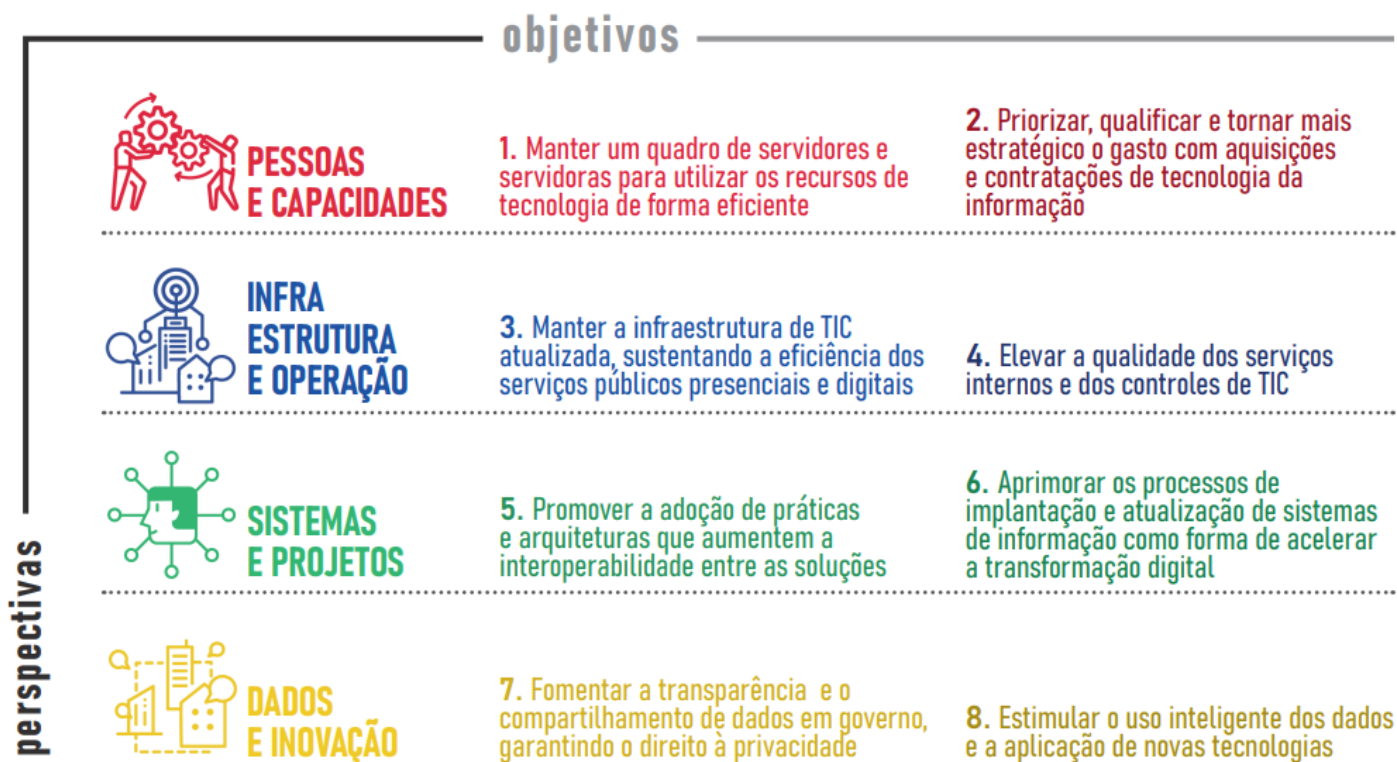 objetivos
perspectivas
PESSOAS
E CAPACIDADES
1. Manter um quadro de servidores e
servidoras para utilizar os recursos de
tecnologia de forma eficiente
2. Priorizar, qualificar e tornar mais
estratégico o gasto com aquisições
e contratações de tecnologia da
informação
INFRA
ESTRUTURA
E OPERAÇÃO
3. Manter a infraestrutura de TIC
atualizada, sustentando a eficiência dos
serviços públicos presenciais e digitais
4. Elevar a qualidade dos serviços
internos e dos controles de TIC
SISTEMAS
E PROJETOS
5. Promover a adoção de práticas
e arquiteturas que aumentem a
interoperabilidade entre as soluções
6. Aprimorar os processos de
implantação e atualização de sistemas
de informação como forma de acelerar
a transformação digital
DADOS
E INOVAÇÃO
7. Fomentar a transparência e o
compartilhamento de dados em governo,
garantindo o direito à privacidade
8. Estimular o uso inteligente dos dados
e a aplicação de novas tecnologias